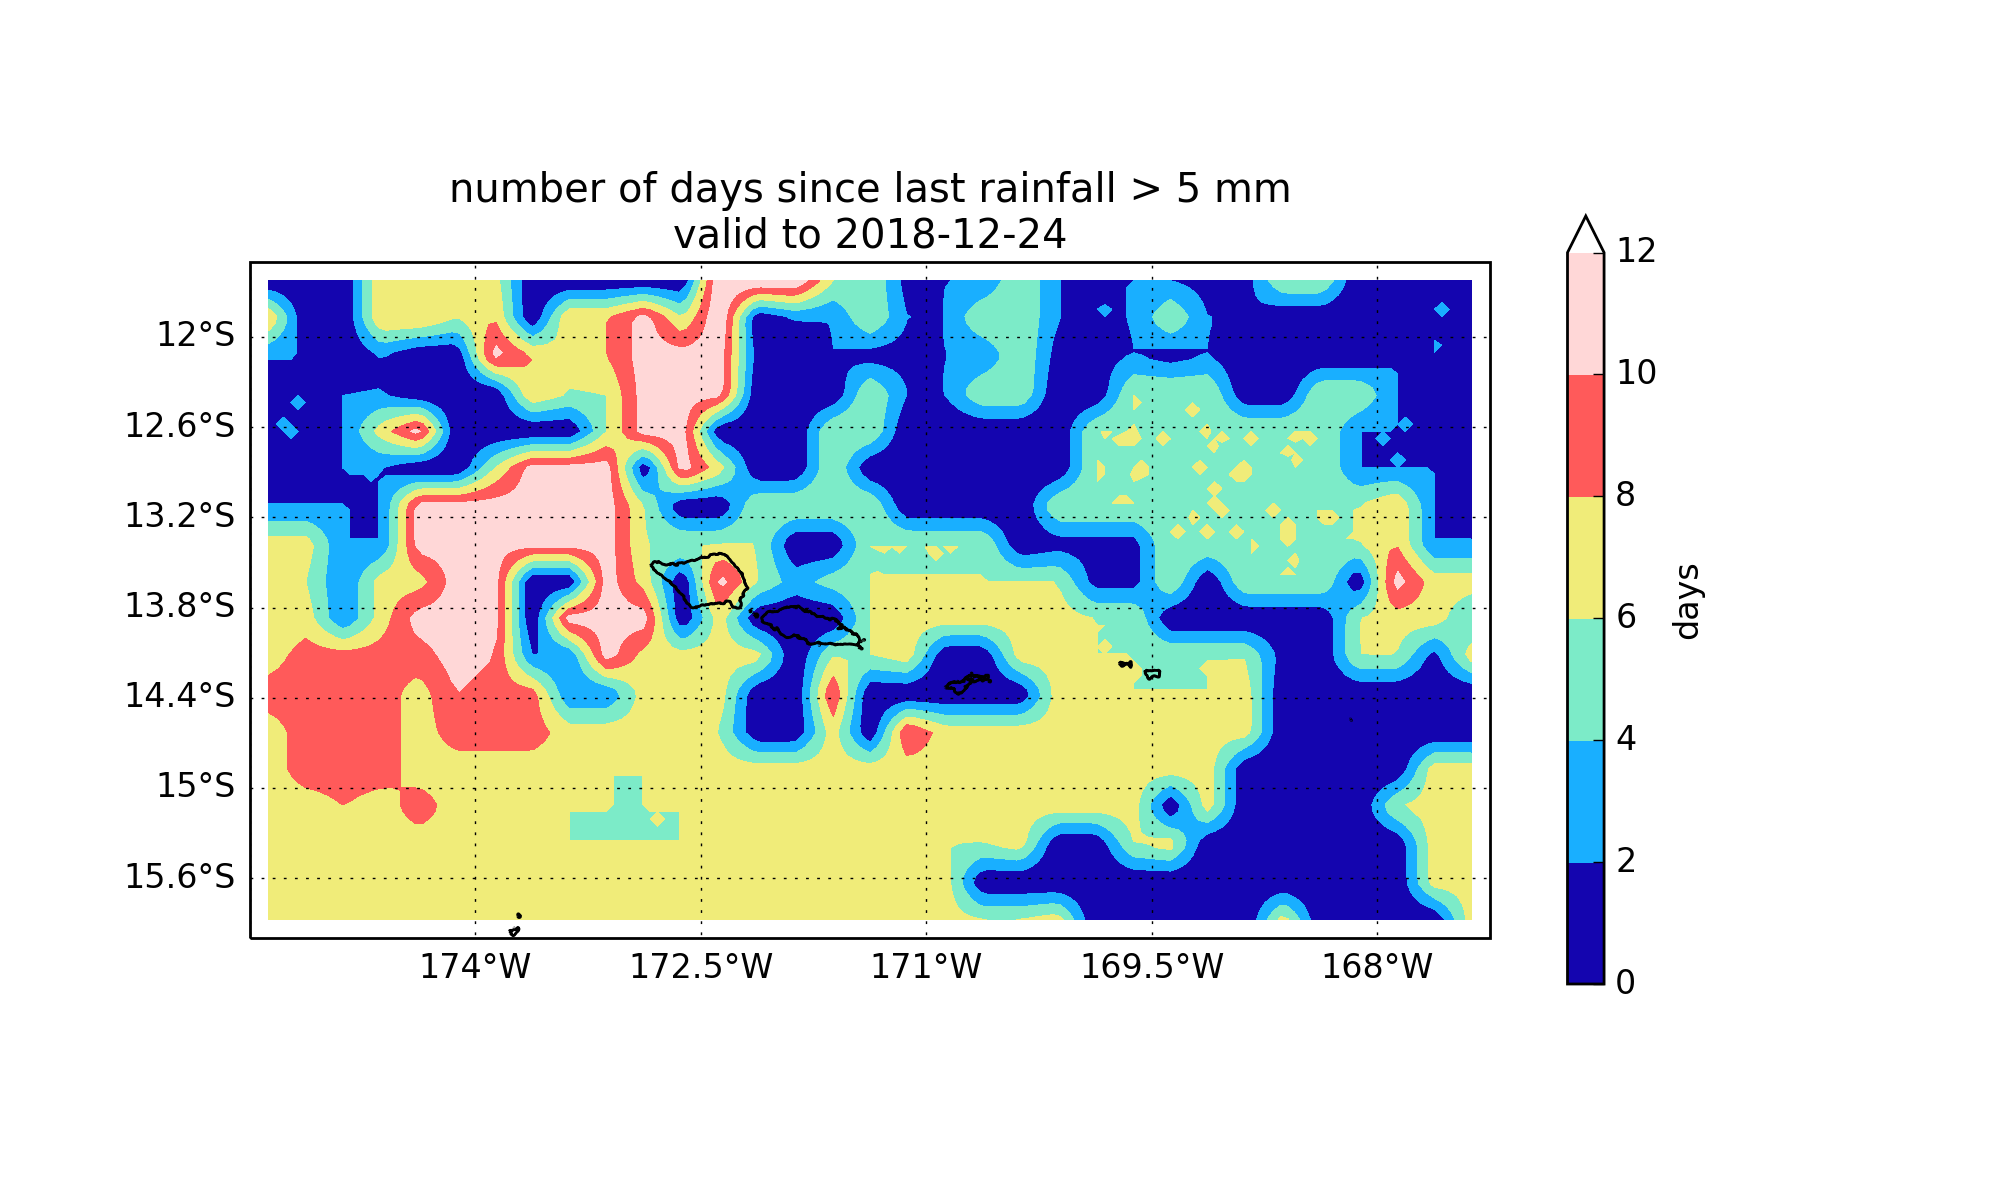 number of days since last rainfall > 5 mm
valid to 2018-12-24
12°S
12.6°S
13.2°S
13.8°S
14.4°S
15°S
15.6°S
174°W
172.5°W
171°W
169.5°W
168°W
12
10
8
6
4
2
0
days